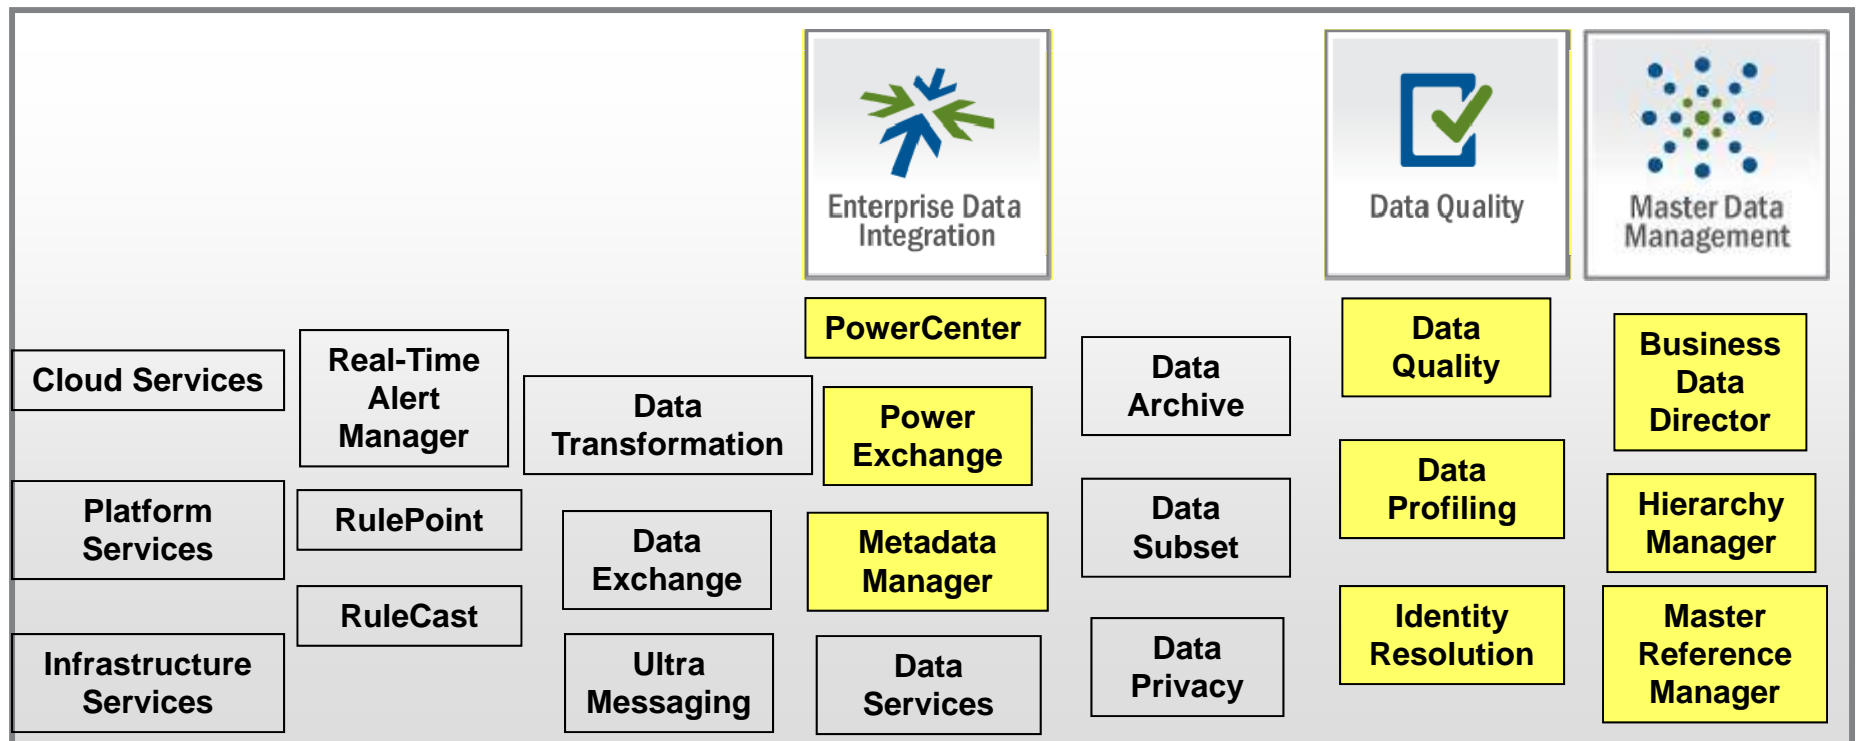 Enterprise Data
Integration
Data Quality
Master Data
Management
Cloud Services
Platform
Services
Infrastructure
Services
Real-Time
Alert
Manager
RulePoint
RuleCast
Data
Transformation
Data
Exchange
Ultra
Messaging
PowerCenter
Power
Exchange
Metadata
Manager
Data
Services
Data
Archive
Data
Subset
Data
Privacy
Data
Quality
Data
Profiling
Identity
Resolution
Business
Data
Director
Hierarchy
Manager
Master
Reference
Manager